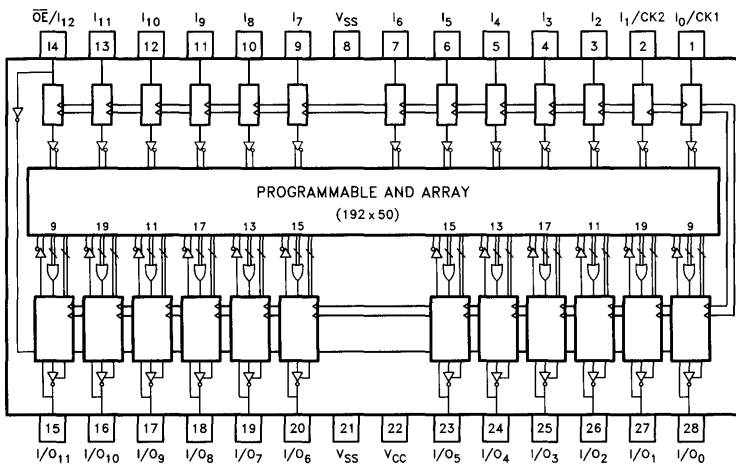 OE/I12 I11 I10 I9 I8 I7 VSS I6 I5 I4 I3 I2 I1/CK2 I0/CK1
14 13 12 11 10 9 8 7 6 5 4 3 2 1
PROGRAMMABLE AND ARRAY
(192 x 50)
9 19 11 17 13 15 15 13 17 11 19 9
15 16 17 18 19 20 21 22 23 24 25 26 27 28
I/O11 I/O10 I/O9 I/O8 I/O7 I/O6 VSS VCC I/O5 I/O4 I/O3 I/O2 I/O1 I/O0